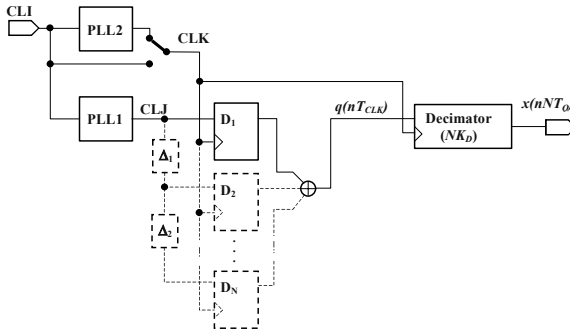 CLI
PLL2
CLK
PLL1
CLJ
D1
q(nTCLK)
Decimator
(NKD)
x(nNTO
Δ1
D2
Δ2
DN